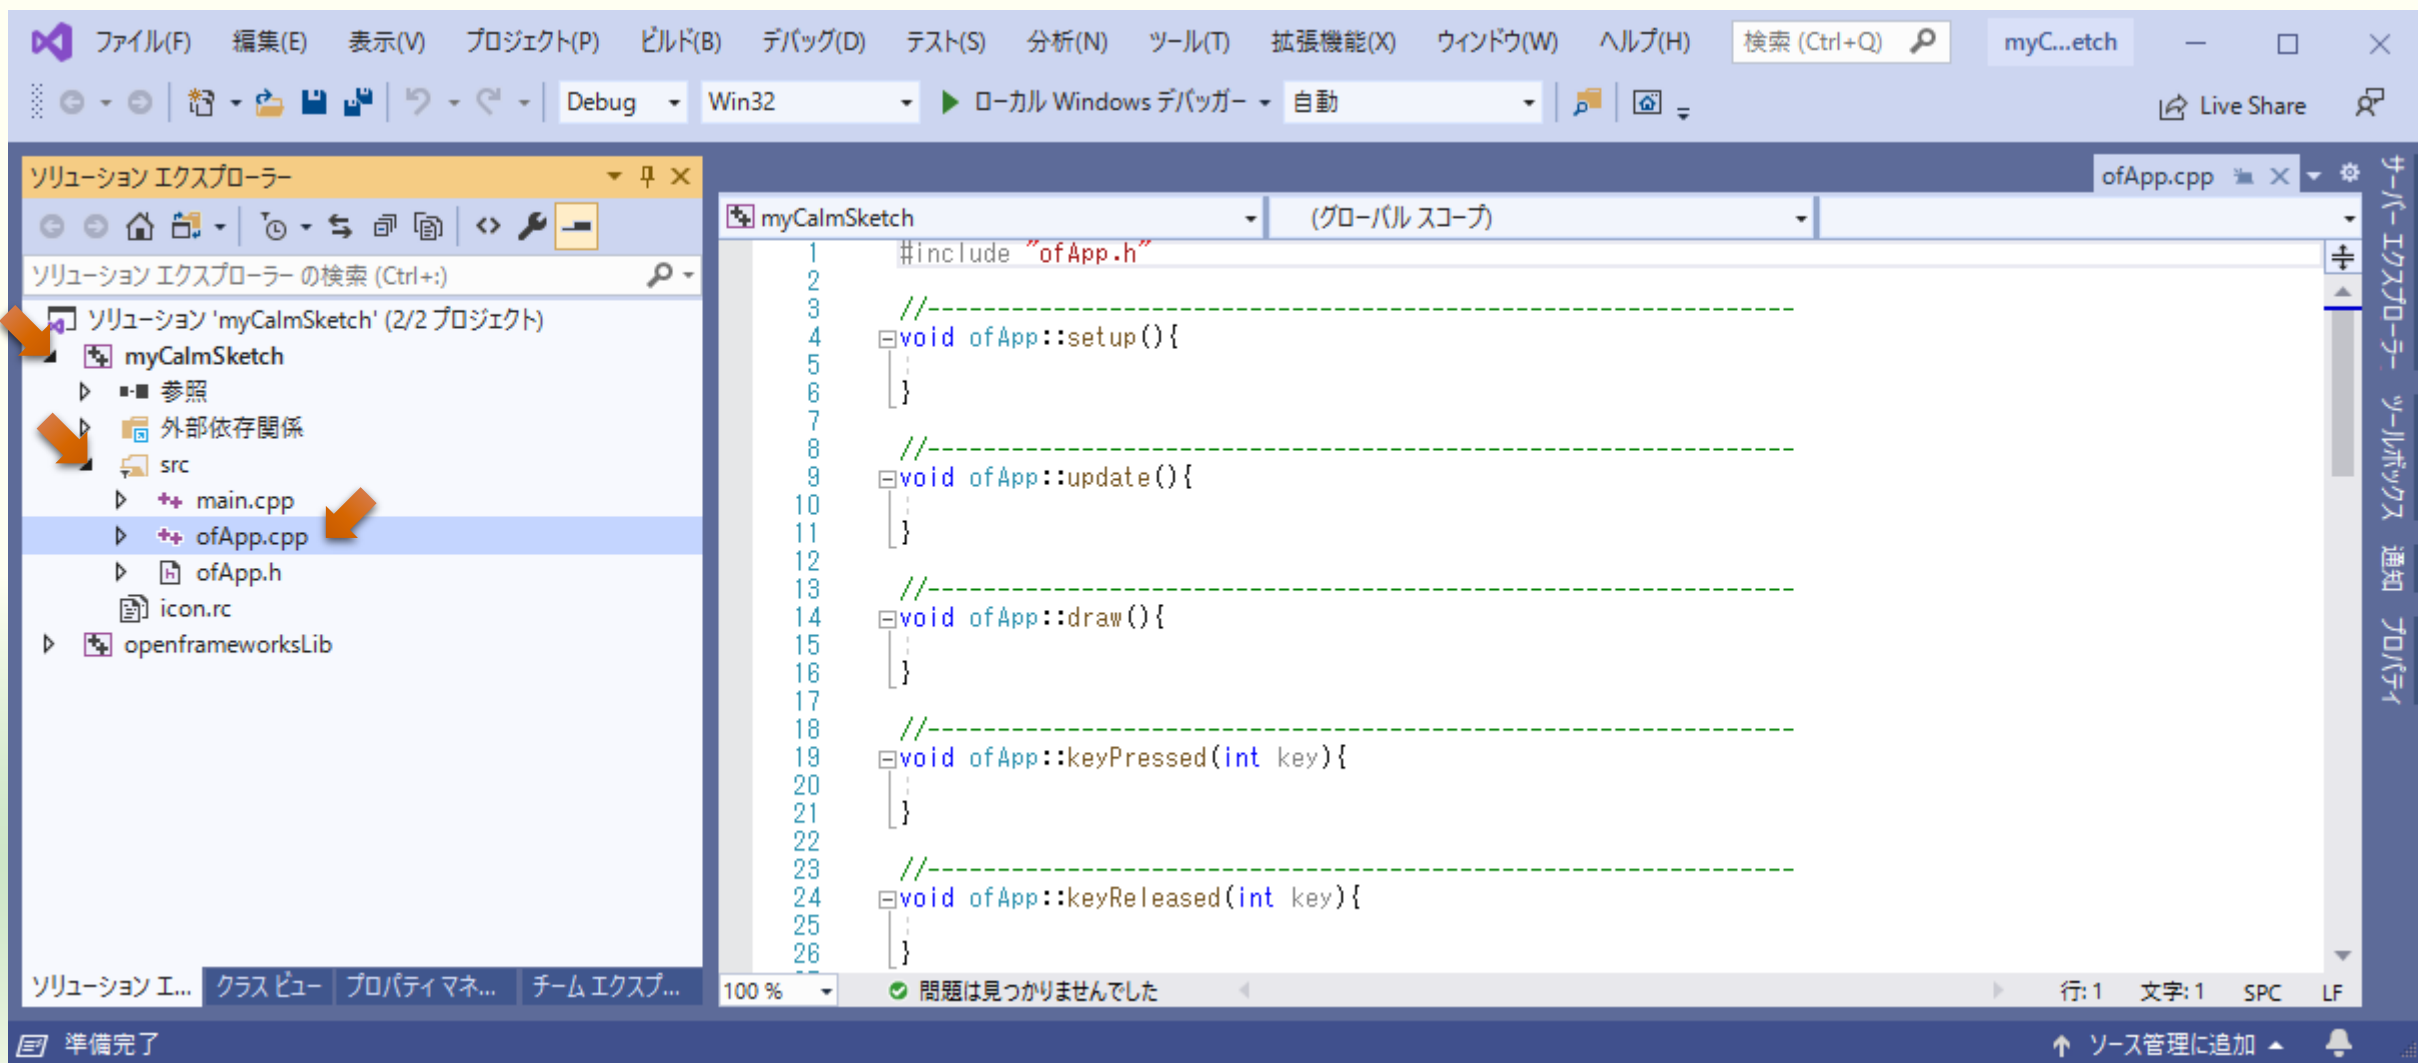 ファイル(F) 編集(E) 表示(V) プロジェクト(P) ビルド(B) デバッグ(D) テスト(S) 分析(N) ツール(T) 拡張機能(X) ウィンドウ(W) ヘルプ(H) 検索 (Ctrl+Q) myC...etch
Debug Win32 ローカル Windows デバッガー 自動 Live Share
ソリューション エクスプローラー
ソリューション エクスプローラー の検索 (Ctrl+:)
ソリューション 'myCalmSketch' (2/2 プロジェクト)
myCalmSketch
参照
外部依存関係
src
main.cpp
ofApp.cpp
ofApp.h
icon.rc
openframeworksLib
ソリューション エ... クラス ビュー プロパティ マネ... チーム エクスプ...
ofApp.cpp
myCalmSketch (グローバル スコープ)
1 #include "ofApp.h"
2
3 //--------------------------------------------------------------
4 void ofApp::setup(){
5
6 }
7
8 //--------------------------------------------------------------
9 void ofApp::update(){
10
11 }
12
13 //--------------------------------------------------------------
14 void ofApp::draw(){
15
16 }
17
18 //--------------------------------------------------------------
19 void ofApp::keyPressed(int key){
20
21 }
22
23 //--------------------------------------------------------------
24 void ofApp::keyReleased(int key){
25
26 }
100 % 問題は見つかりませんでした 行: 1 文字: 1 SPC LF
サーバー エクスプローラー
ツールボックス
通知
プロパティ
準備完了 ソース管理に追加